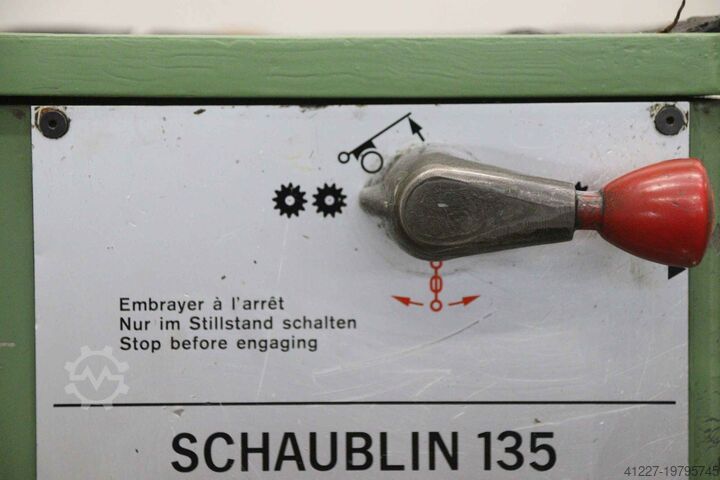 Embrayer à l'arrêt
Nur im Stillstand schalten
Stop before engaging
SCHAUBLIN 135
41227-19795745